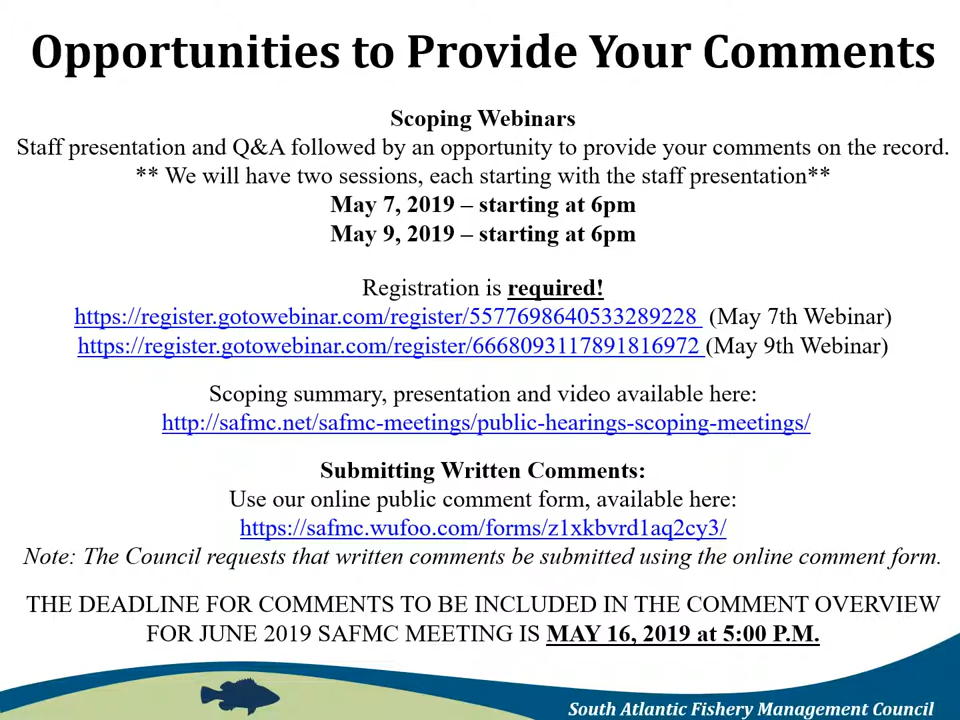 Opportunities to Provide Your Comments
Scoping Webinars
Staff presentation and Q&A followed by an opportunity to provide your comments on the record.
** We will have two sessions, each starting with the staff presentation**
May 7, 2019 – starting at 6pm
May 9, 2019 – starting at 6pm
Registration is required!
https://register.gotowebinar.com/register/5577698640533289228 (May 7th Webinar)
https://register.gotowebinar.com/register/6668093117891816972 (May 9th Webinar)
Scoping summary, presentation and video available here:
http://safmc.net/safmc-meetings/public-hearings-scoping-meetings/
Submitting Written Comments:
Use our online public comment form, available here:
https://safmc.wufoo.com/forms/z1xkbvrd1aq2cy3/
Note: The Council requests that written comments be submitted using the online comment form.
THE DEADLINE FOR COMMENTS TO BE INCLUDED IN THE COMMENT OVERVIEW
FOR JUNE 2019 SAFMC MEETING IS MAY 16, 2019 at 5:00 P.M.
South Atlantic Fishery Management Council